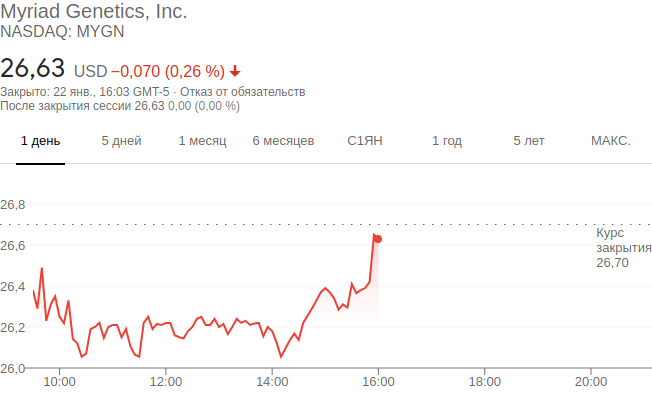 Myriad Genetics, Inc.
NASDAQ: MYGN
26,63 USD −0,070 (0,26 %)
Закрыто: 22 янв., 16:03 GMT-5 · Отказ от обязательств
После закрытия сессии 26,63 0,00 (0,00 %)
1 день 5 дней 1 месяц 6 месяцев С1ЯН 1 год 5 лет МАКС.
26,8
26,6
26,4
26,2
26,0
Курс
закрытия
26,70
10:00 12:00 14:00 16:00 18:00 20:00